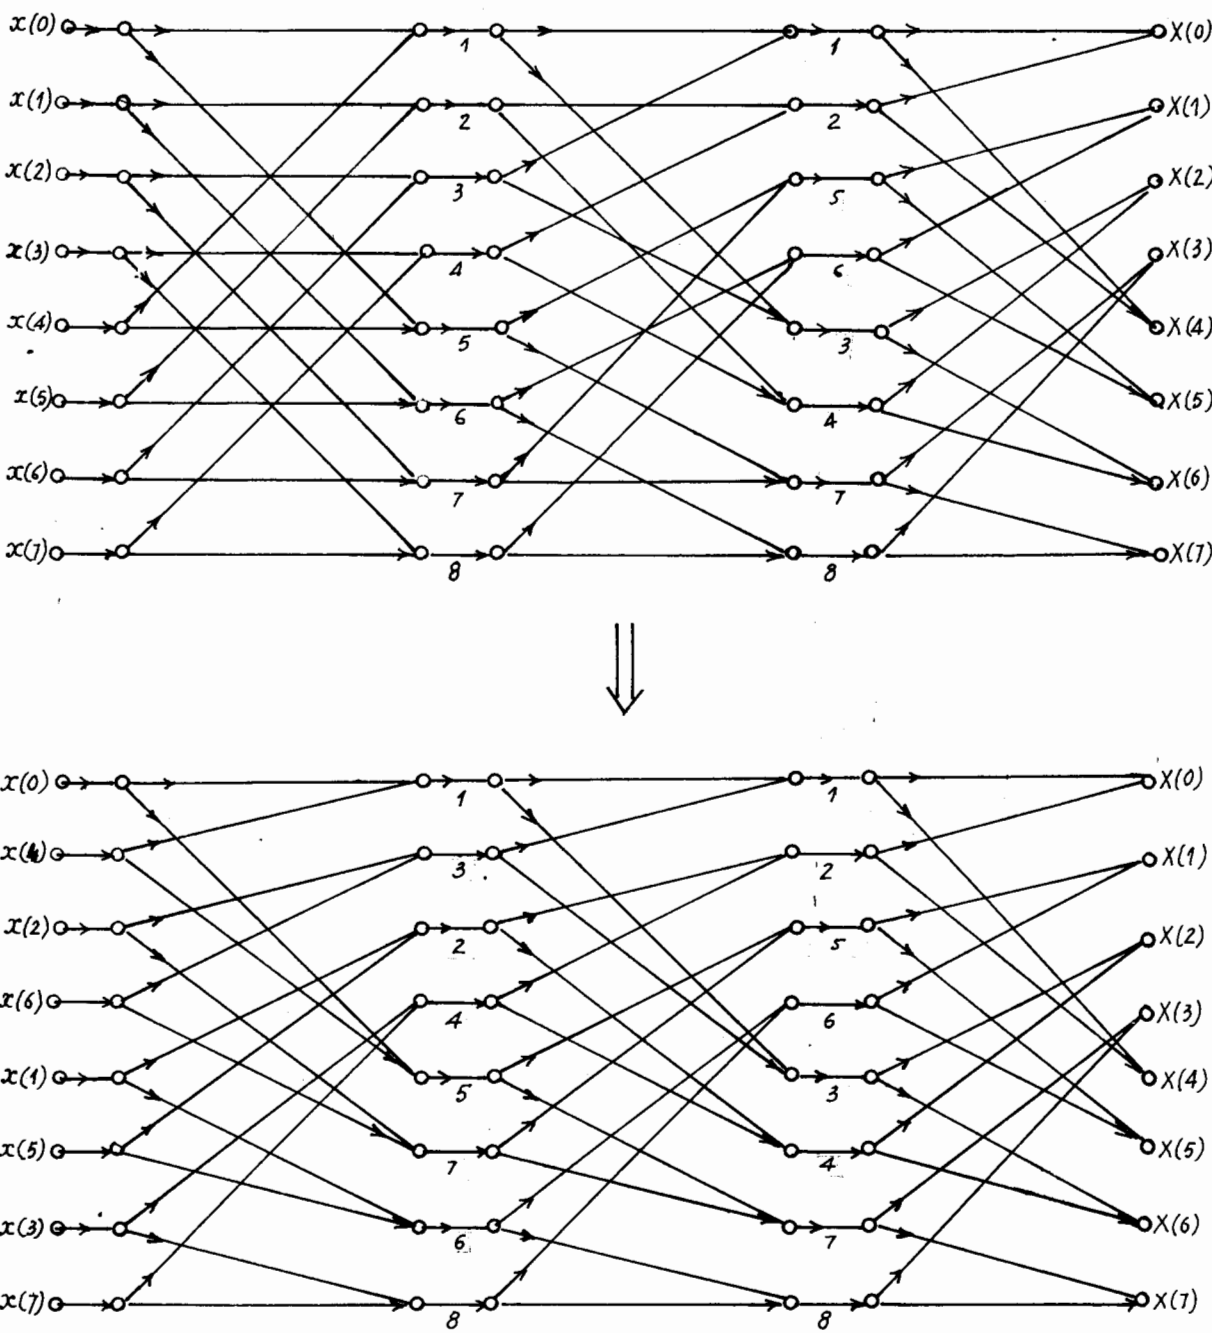 x(0) 1 1 X(0)
x(1) 2 2 X(1)
x(2) 3 5 X(2)
x(3) 4 6 X(3)
x(4) 5 3 X(4)
x(5) 6 4 X(5)
x(6) 7 7 X(6)
x(7) 8 8 X(7)
x(0) 1 1 X(0)
x(4) 3 2 X(1)
x(2) 2 5 X(2)
x(6) 4 6 X(3)
x(1) 5 3 X(4)
x(5) 7 4 X(5)
x(3) 6 7 X(6)
x(7) 8 8 X(7)